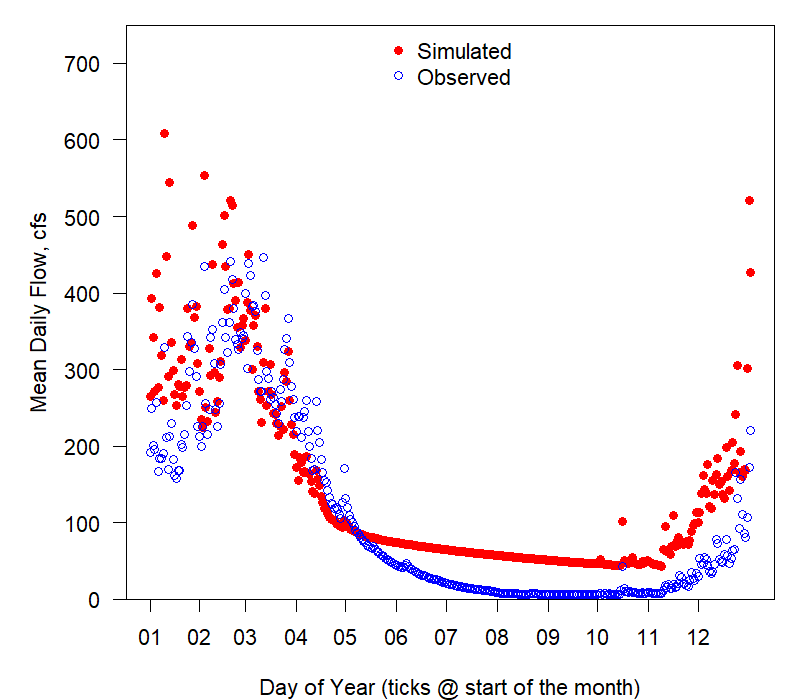 Simulated
Observed
Mean Daily Flow, cfs
700
600
500
400
300
200
100
0
01 02 03 04 05 06 07 08 09 10 11 12
Day of Year (ticks @ start of the month)